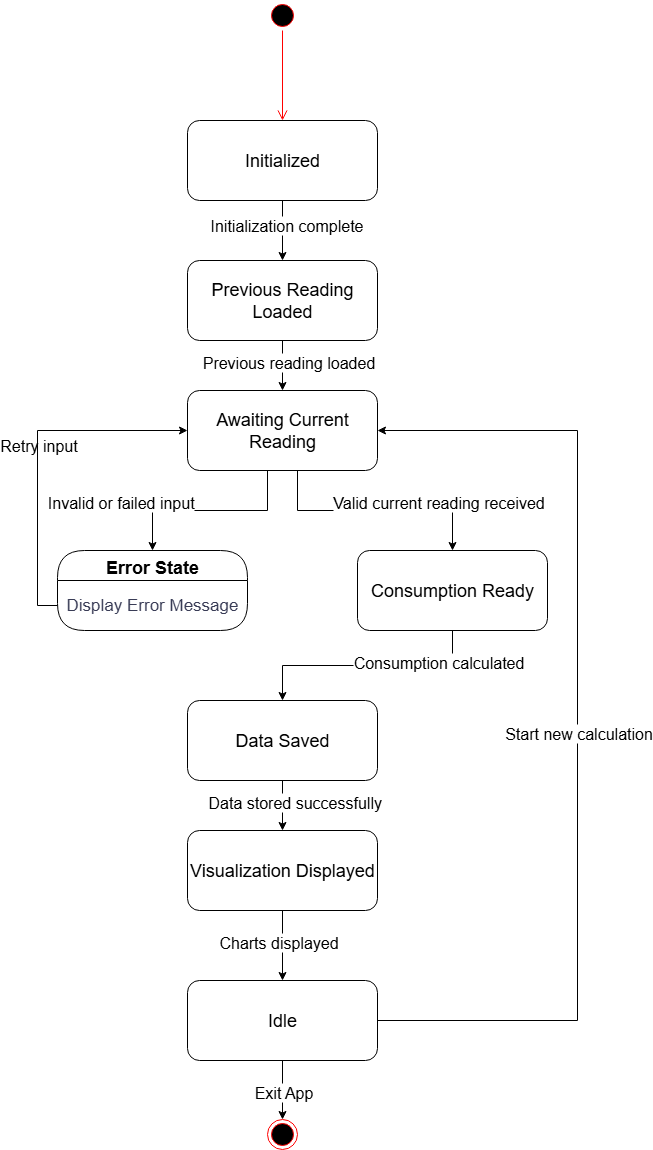 Initialized
Initialization complete
Previous Reading
Loaded
Previous reading loaded
Awaiting Current
Reading
Retry input
Invalid or failed input
Valid current reading received
Error State
Display Error Message
Consumption Ready
Consumption calculated
Data Saved
Start new calculation
Data stored successfully
Visualization Displayed
Charts displayed
Idle
Exit App